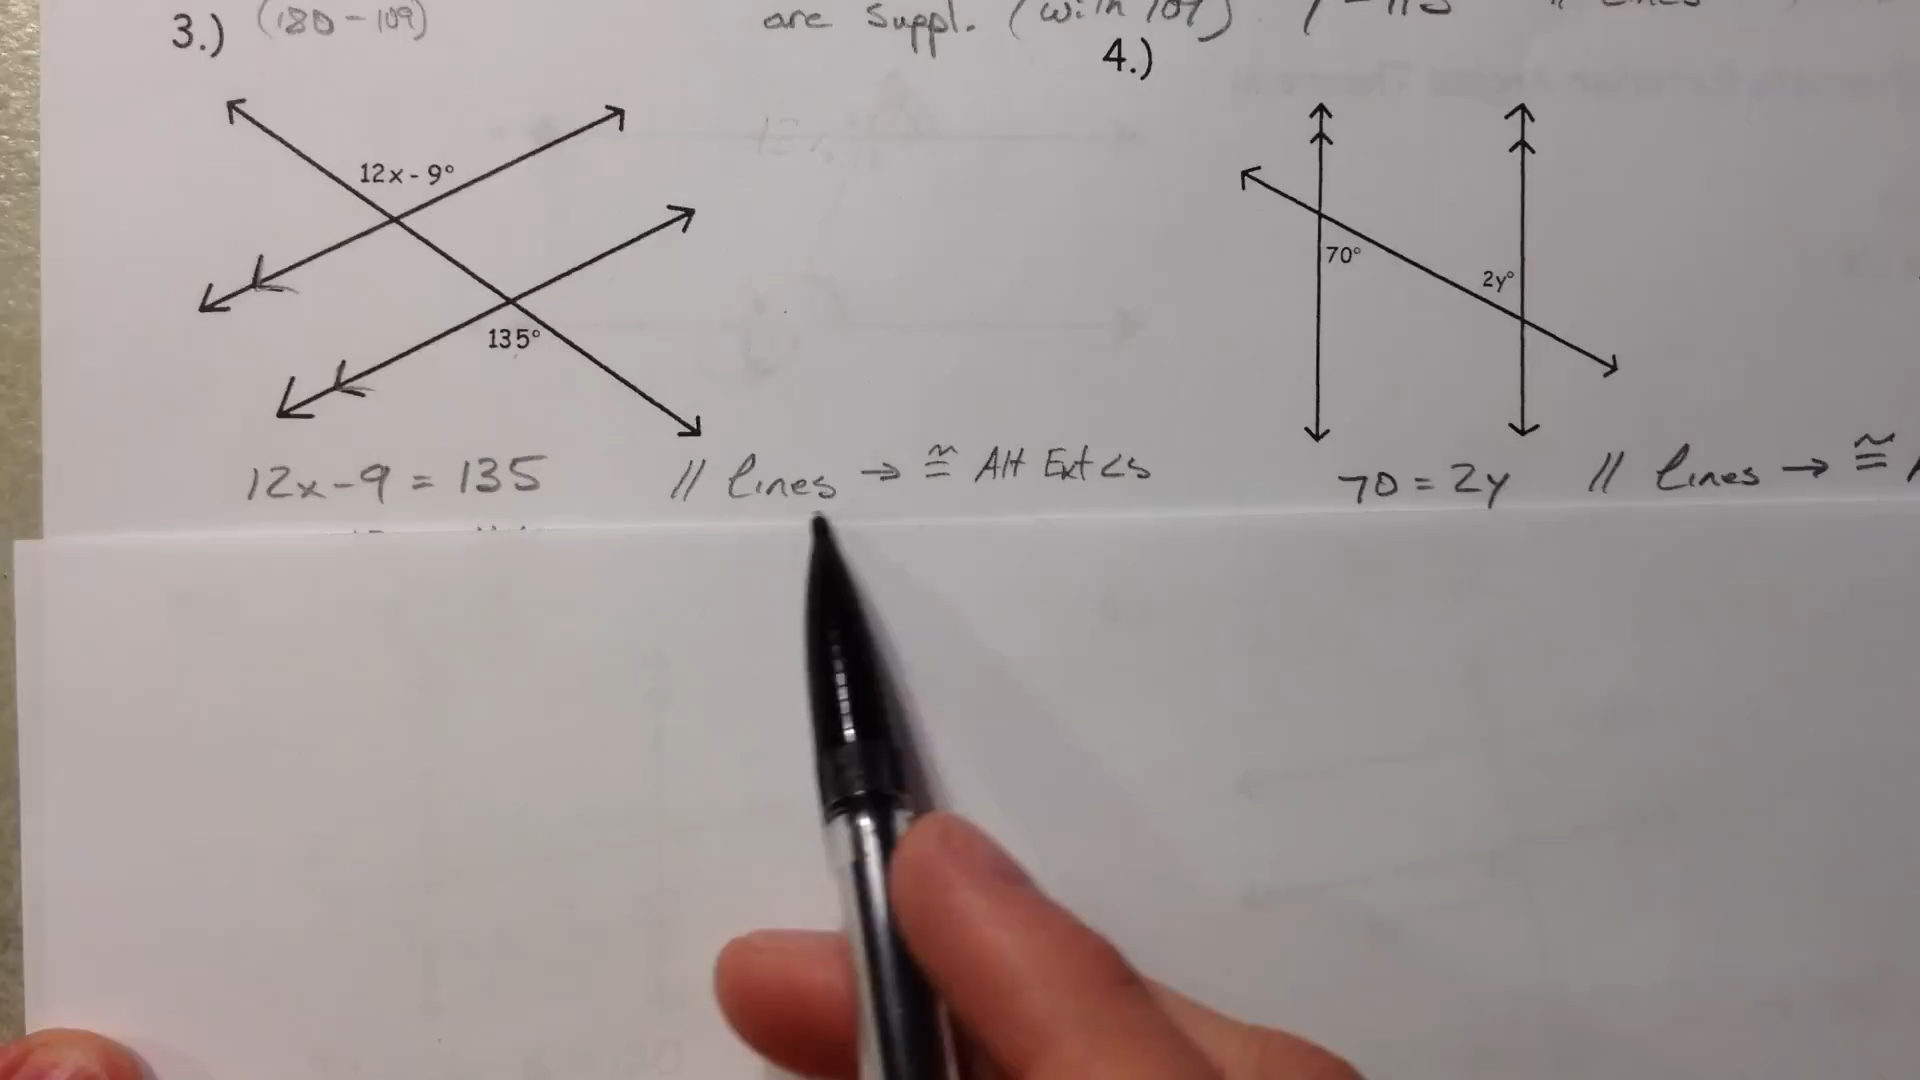 3.) (180-109)
are suppl. (with 109)
4.)
12x - 9°
135°
70°
2y°
12x-9 = 135
// lines → ≅ Alt Ext <s
70 = 2y
// lines → ≅